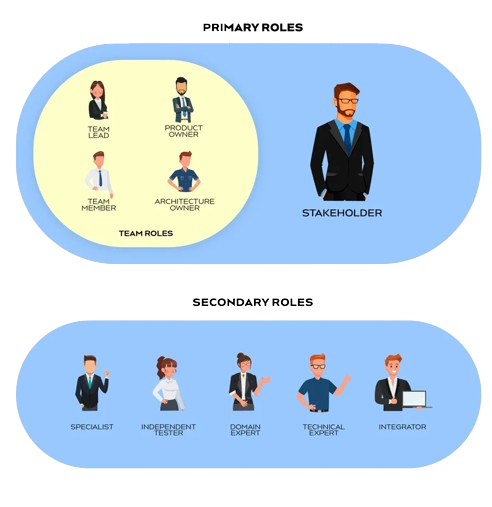 PRIMARY ROLES
TEAM
LEAD
PRODUCT
OWNER
TEAM
MEMBER
ARCHITECTURE
OWNER
TEAM ROLES
STAKEHOLDER
SECONDARY ROLES
SPECIALIST
INDEPENDENT
TESTER
DOMAIN
EXPERT
TECHNICAL
EXPERT
INTEGRATOR